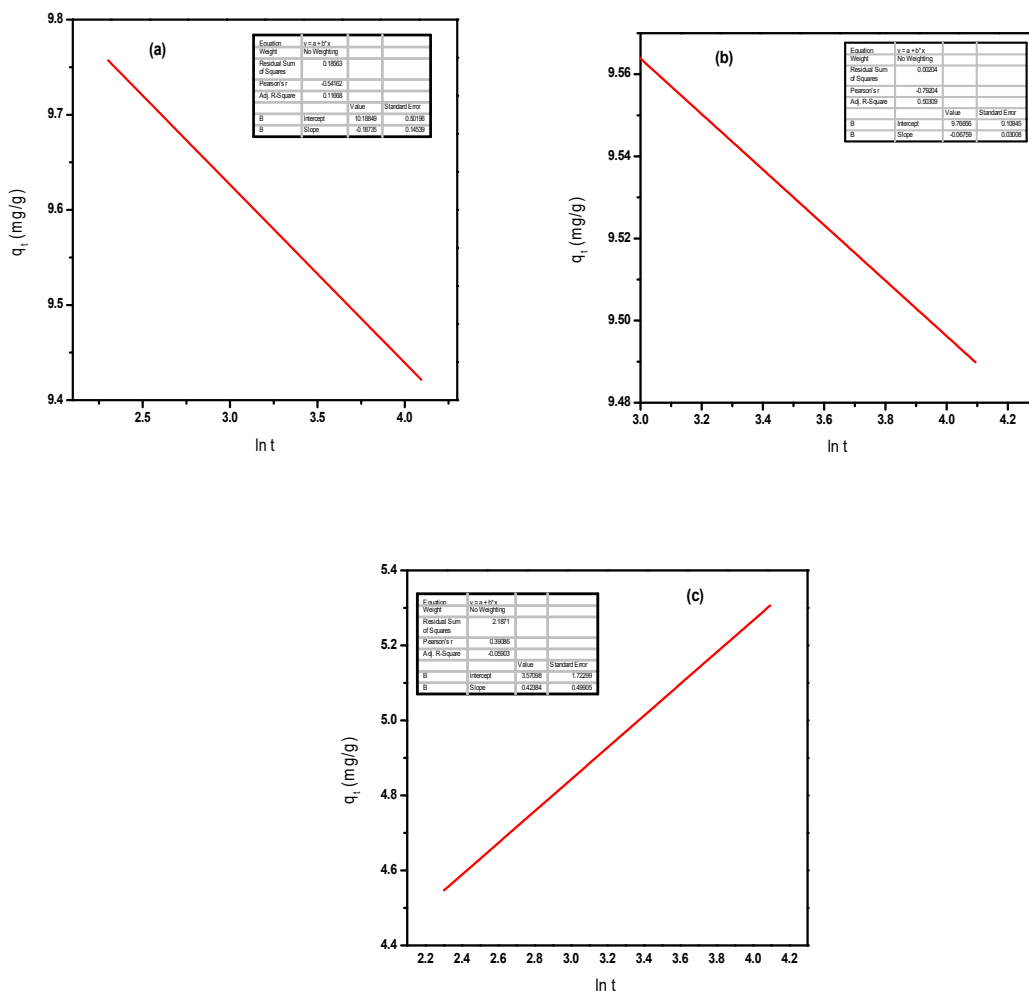 (a)
Equation y = a + b*x
Weight No Weighting
Residual Sum of Squares 0.18563
Pearson's r -0.54162
Adj. R-Square 0.11668
Value Standard Error
B Intercept 10.18849 0.50196
B Slope -0.18735 0.14539
9.8
9.7
9.6
9.5
9.4
q t (mg/g)
2.5 3.0 3.5 4.0
ln t
(b)
Equation y = a + b*x
Weight No Weighting
Residual Sum of Squares 0.00204
Pearson's r -0.79204
Adj. R-Square 0.50309
Value Standard Error
B Intercept 9.76656 0.10945
B Slope -0.06759 0.03008
9.56
9.54
9.52
9.50
9.48
q t (mg/g)
3.0 3.2 3.4 3.6 3.8 4.0 4.2
ln t
(c)
Equation y = a + b*x
Weight No Weighting
Residual Sum of Squares 2.1871
Pearson's r 0.39086
Adj. R-Square -0.05903
Value Standard Error
B Intercept 3.57098 1.72299
B Slope 0.42384 0.49905
5.4
5.2
5.0
4.8
4.6
4.4
q t (mg/g)
2.2 2.4 2.6 2.8 3.0 3.2 3.4 3.6 3.8 4.0 4.2
ln t